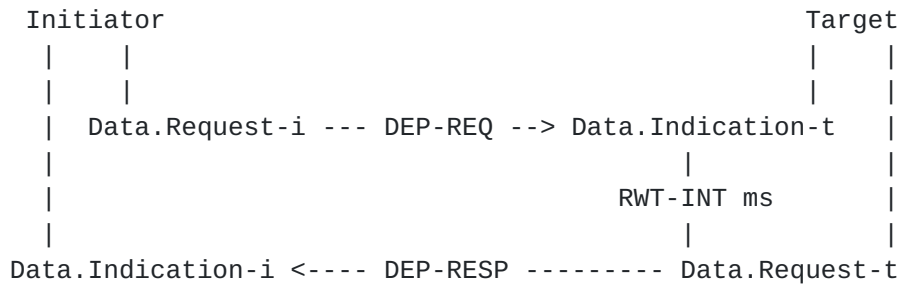 Initiator Target
Data.Request-i --- DEP-REQ --> Data.Indication-t
RWT-INT ms
Data.Indication-i <---- DEP-RESP --------- Data.Request-t